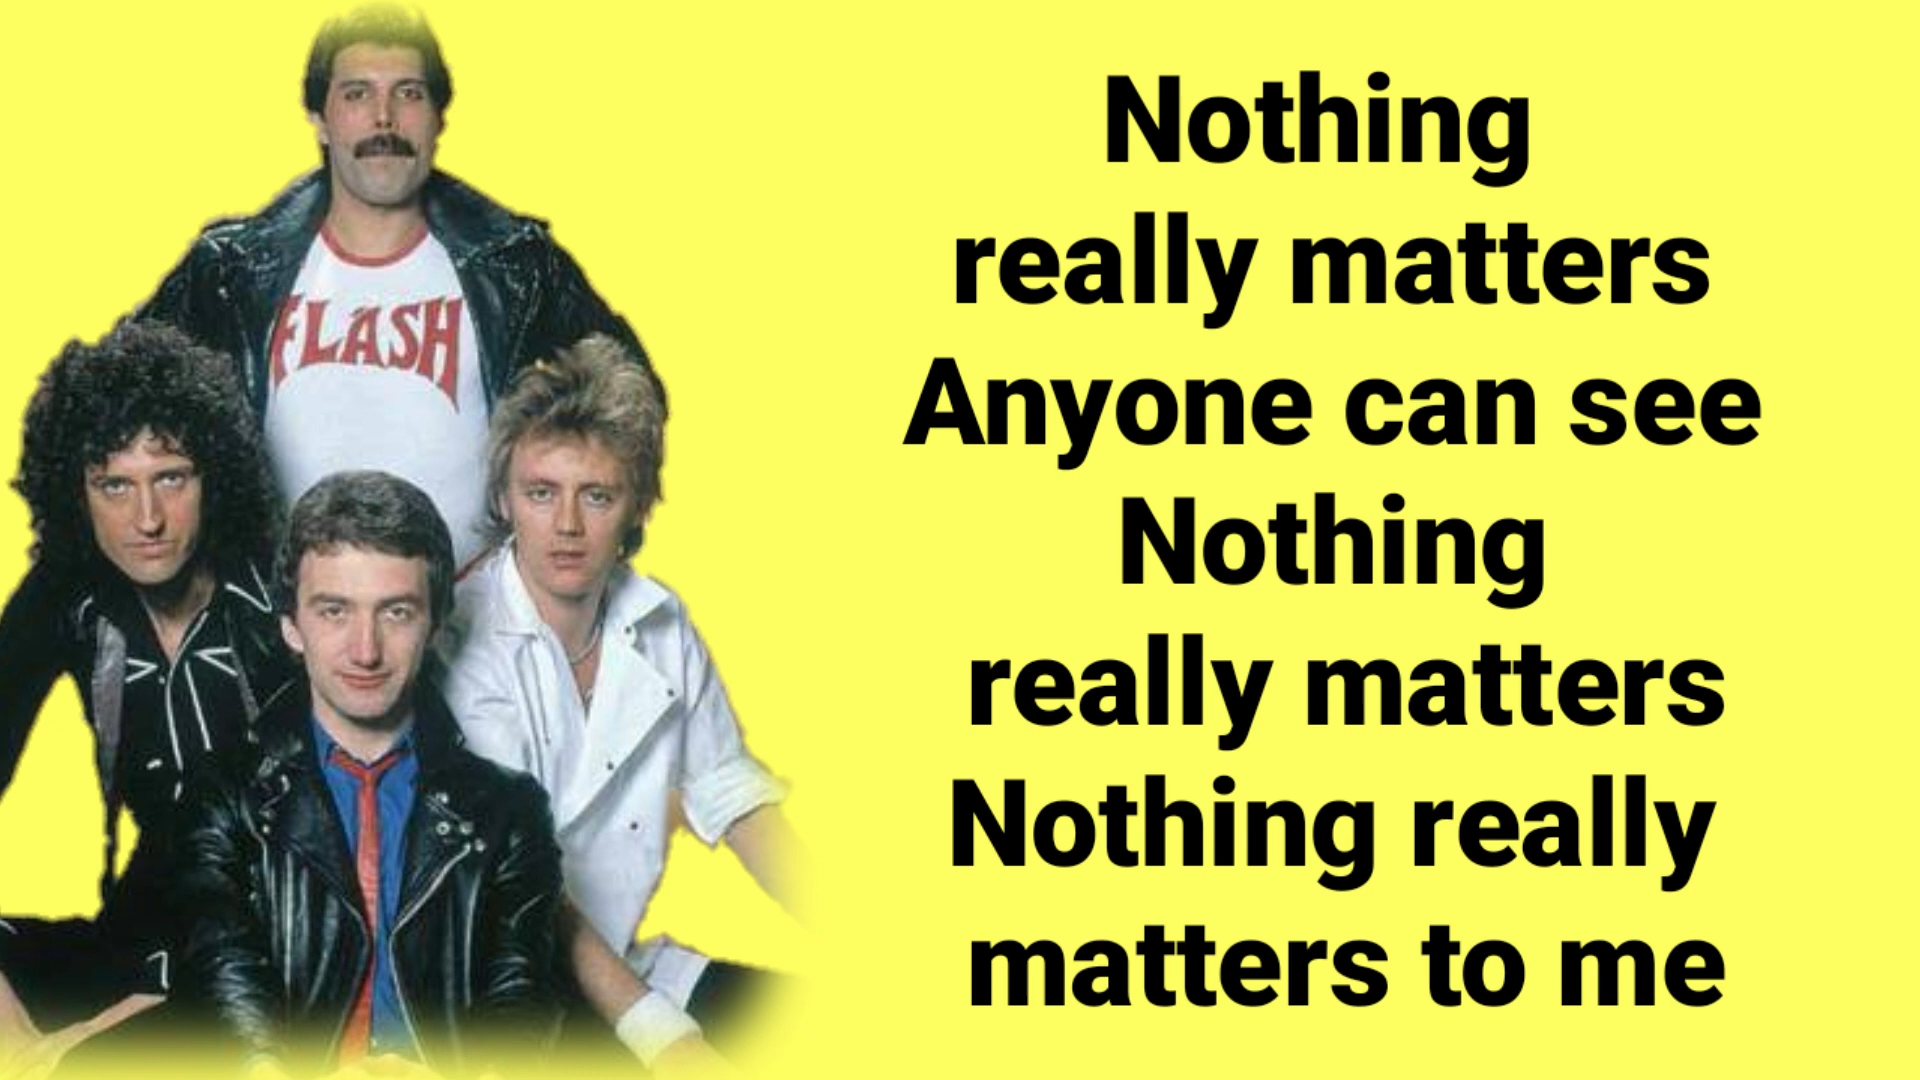 FLASH
Nothing
really matters
Anyone can see
Nothing
really matters
Nothing really
matters to me